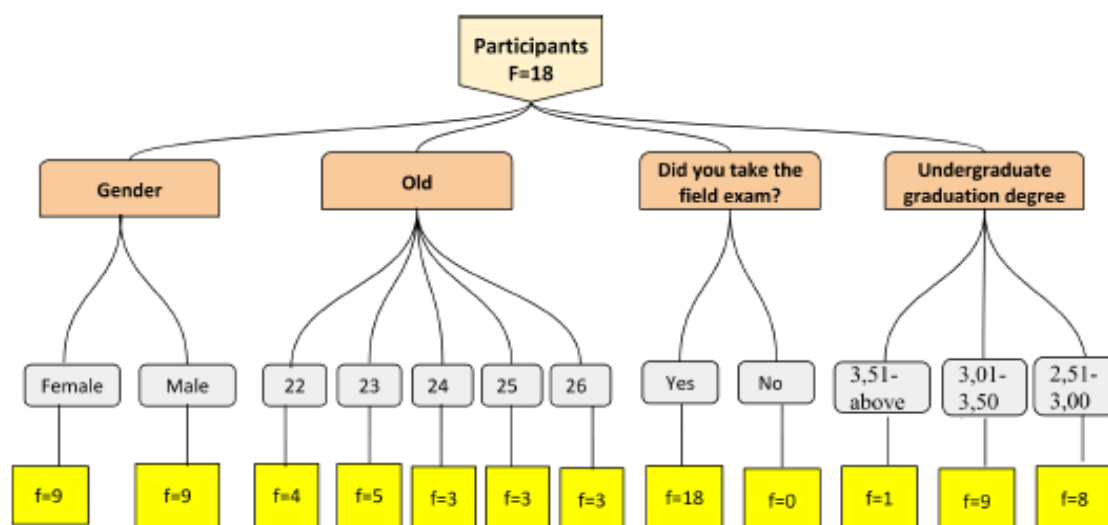 Participants
F=18
Gender
Old
Did you take the
field exam?
Undergraduate
graduation degree
Female
Male
22
23
24
25
26
Yes
No
3,51-
above
3,01-
3,50
2,51-
3,00
f=9
f=9
f=4
f=5
f=3
f=3
f=3
f=18
f=0
f=1
f=9
f=8